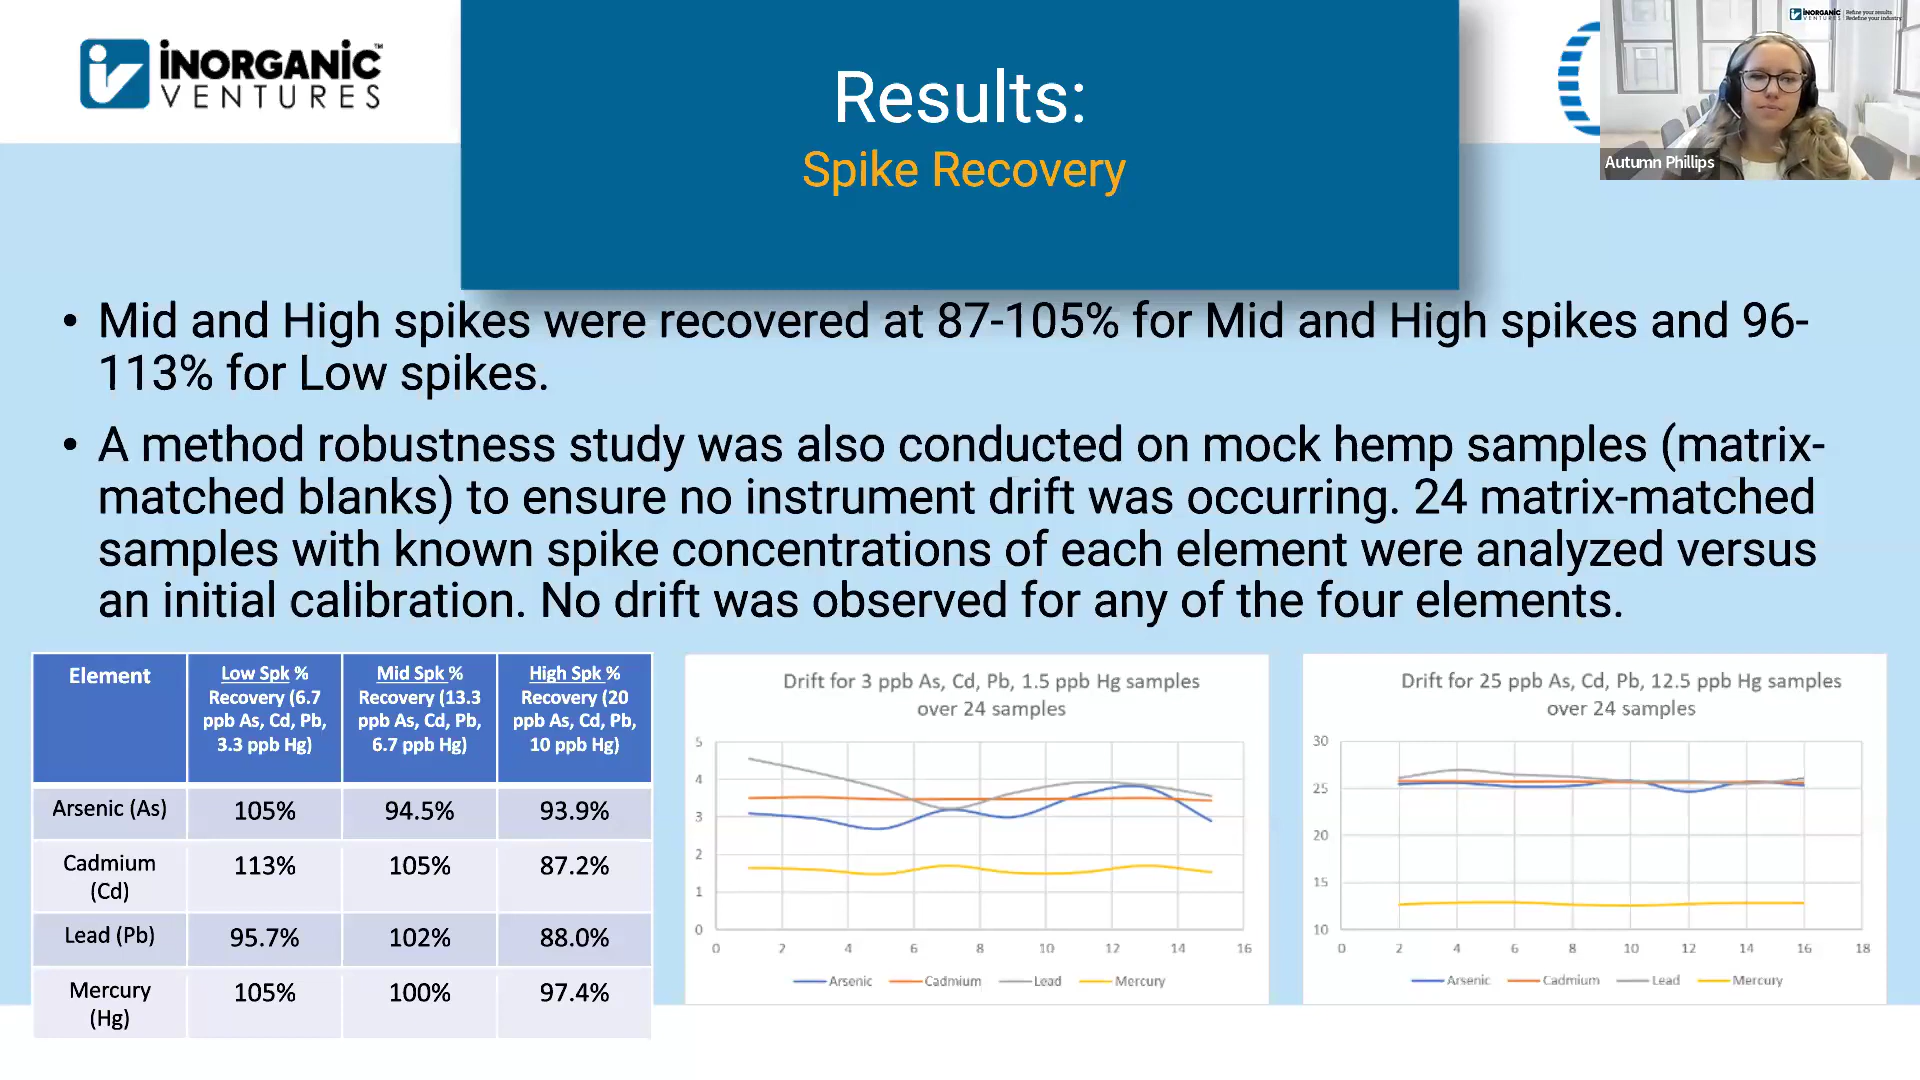 iNORGANiC™
VENTURES
Results:
Spike Recovery
iNORGANiC
VENTURES
Refine your results.
Redefine your industry.
Autumn Phillips
• Mid and High spikes were recovered at 87-105% for Mid and High spikes and 96-
113% for Low spikes.
• A method robustness study was also conducted on mock hemp samples (matrix-
matched blanks) to ensure no instrument drift was occurring. 24 matrix-matched
samples with known spike concentrations of each element were analyzed versus
an initial calibration. No drift was observed for any of the four elements.
Element
Low Spk %
Recovery (6.7
ppb As, Cd, Pb,
3.3 ppb Hg)
Mid Spk %
Recovery (13.3
ppb As, Cd, Pb,
6.7 ppb Hg)
High Spk %
Recovery (20
ppb As, Cd, Pb,
10 ppb Hg)
Arsenic (As) 105% 94.5% 93.9%
Cadmium
(Cd)
113% 105% 87.2%
Lead (Pb) 95.7% 102% 88.0%
Mercury
(Hg)
105% 100% 97.4%
Drift for 3 ppb As, Cd, Pb, 1.5 ppb Hg samples
over 24 samples
5
4
3
2
1
0
0 2 4 6 8 10 12 14 16
Arsenic Cadmium Lead Mercury
Drift for 25 ppb As, Cd, Pb, 12.5 ppb Hg samples
over 24 samples
30
25
20
15
10
0 2 4 6 8 10 12 14 16 18
Arsenic Cadmium Lead Mercury